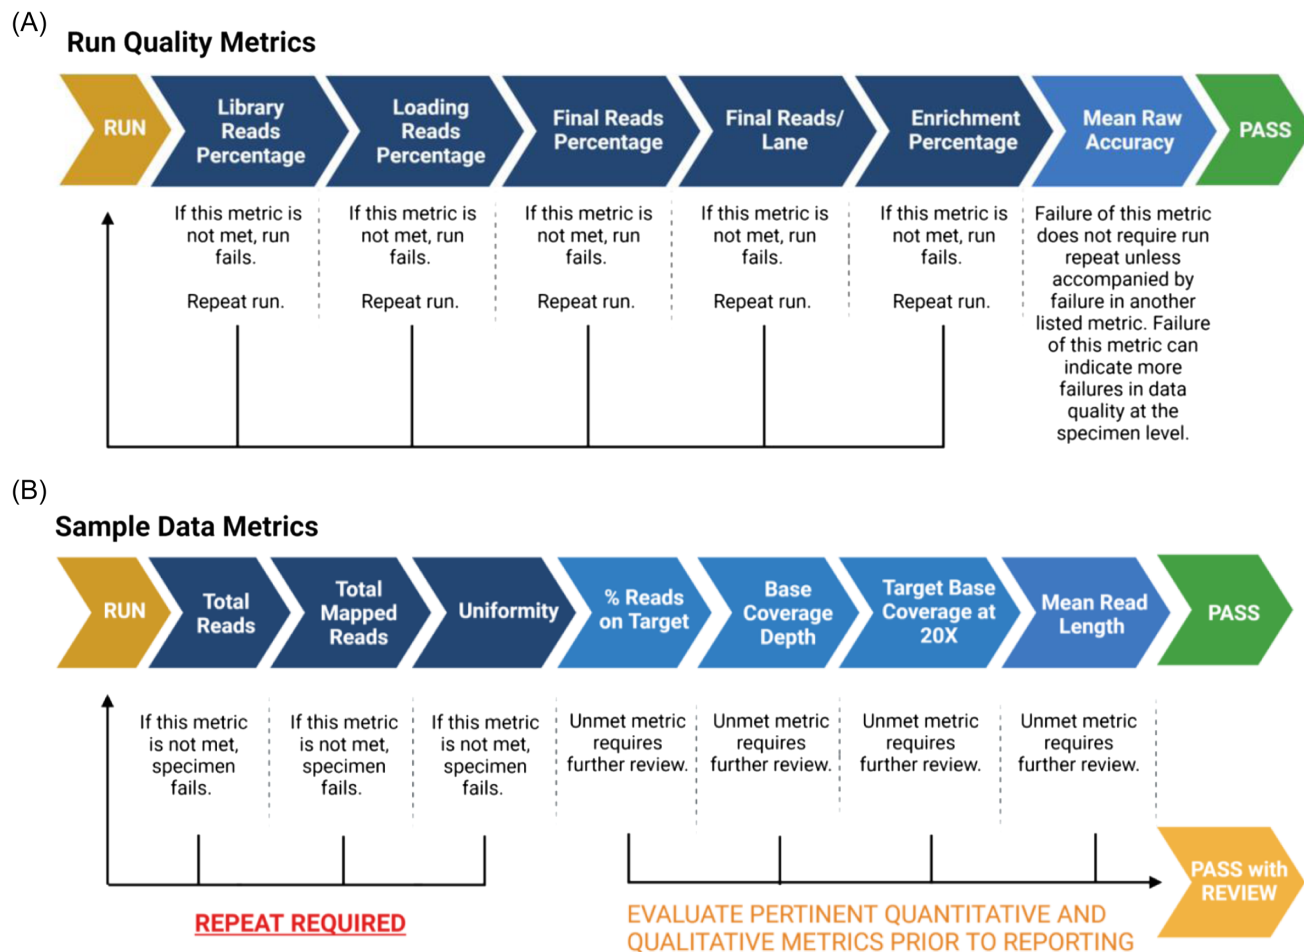 (A)
Run Quality Metrics
RUN
Library
Reads
Percentage
Loading
Reads
Percentage
Final Reads
Percentage
Final Reads/
Lane
Enrichment
Percentage
Mean Raw
Accuracy
PASS
If this metric is
not met, run
fails.
Repeat run.
If this metric is
not met, run
fails.
Repeat run.
If this metric is
not met, run
fails.
Repeat run.
If this metric is
not met, run
fails.
Repeat run.
If this metric is
not met, run
fails.
Repeat run.
Failure of this metric
does not require run
repeat unless
accompanied by
failure in another
listed metric. Failure
of this metric can
indicate more
failures in data
quality at the
specimen level.
(B)
Sample Data Metrics
RUN
Total
Reads
Total
Mapped
Reads
Uniformity
% Reads
on Target
Base
Coverage
Depth
Target Base
Coverage at
20X
Mean Read
Length
PASS
If this metric
is not met,
specimen
fails.
If this metric
is not met,
specimen
fails.
If this metric
is not met,
specimen
fails.
Unmet metric
requires
further review.
Unmet metric
requires
further review.
Unmet metric
requires
further review.
Unmet metric
requires
further review.
PASS with
REVIEW
REPEAT REQUIRED
EVALUATE PERTINENT QUANTITATIVE AND
QUALITATIVE METRICS PRIOR TO REPORTING